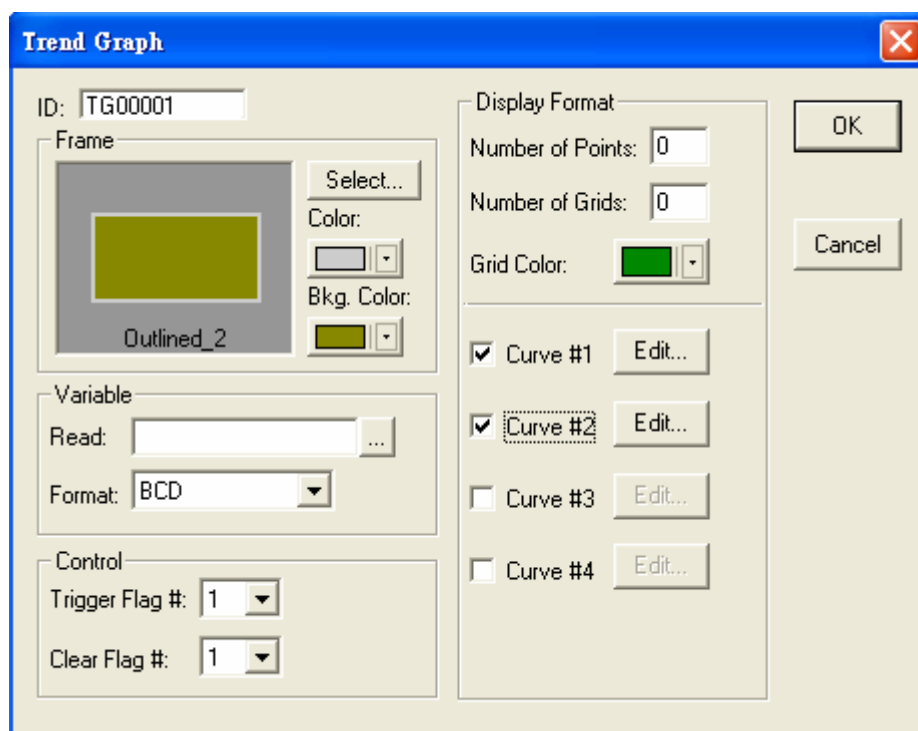 Trend Graph
ID: TG00001
Frame
Select...
Color:
Bkg. Color:
Outlined_2
Variable
Read: ...
Format: BCD
Control
Trigger Flag #: 1
Clear Flag #: 1
Display Format
Number of Points: 0
Number of Grids: 0
Grid Color:
Curve #1 Edit...
Curve #2 Edit...
Curve #3 Edit...
Curve #4 Edit...
OK
Cancel